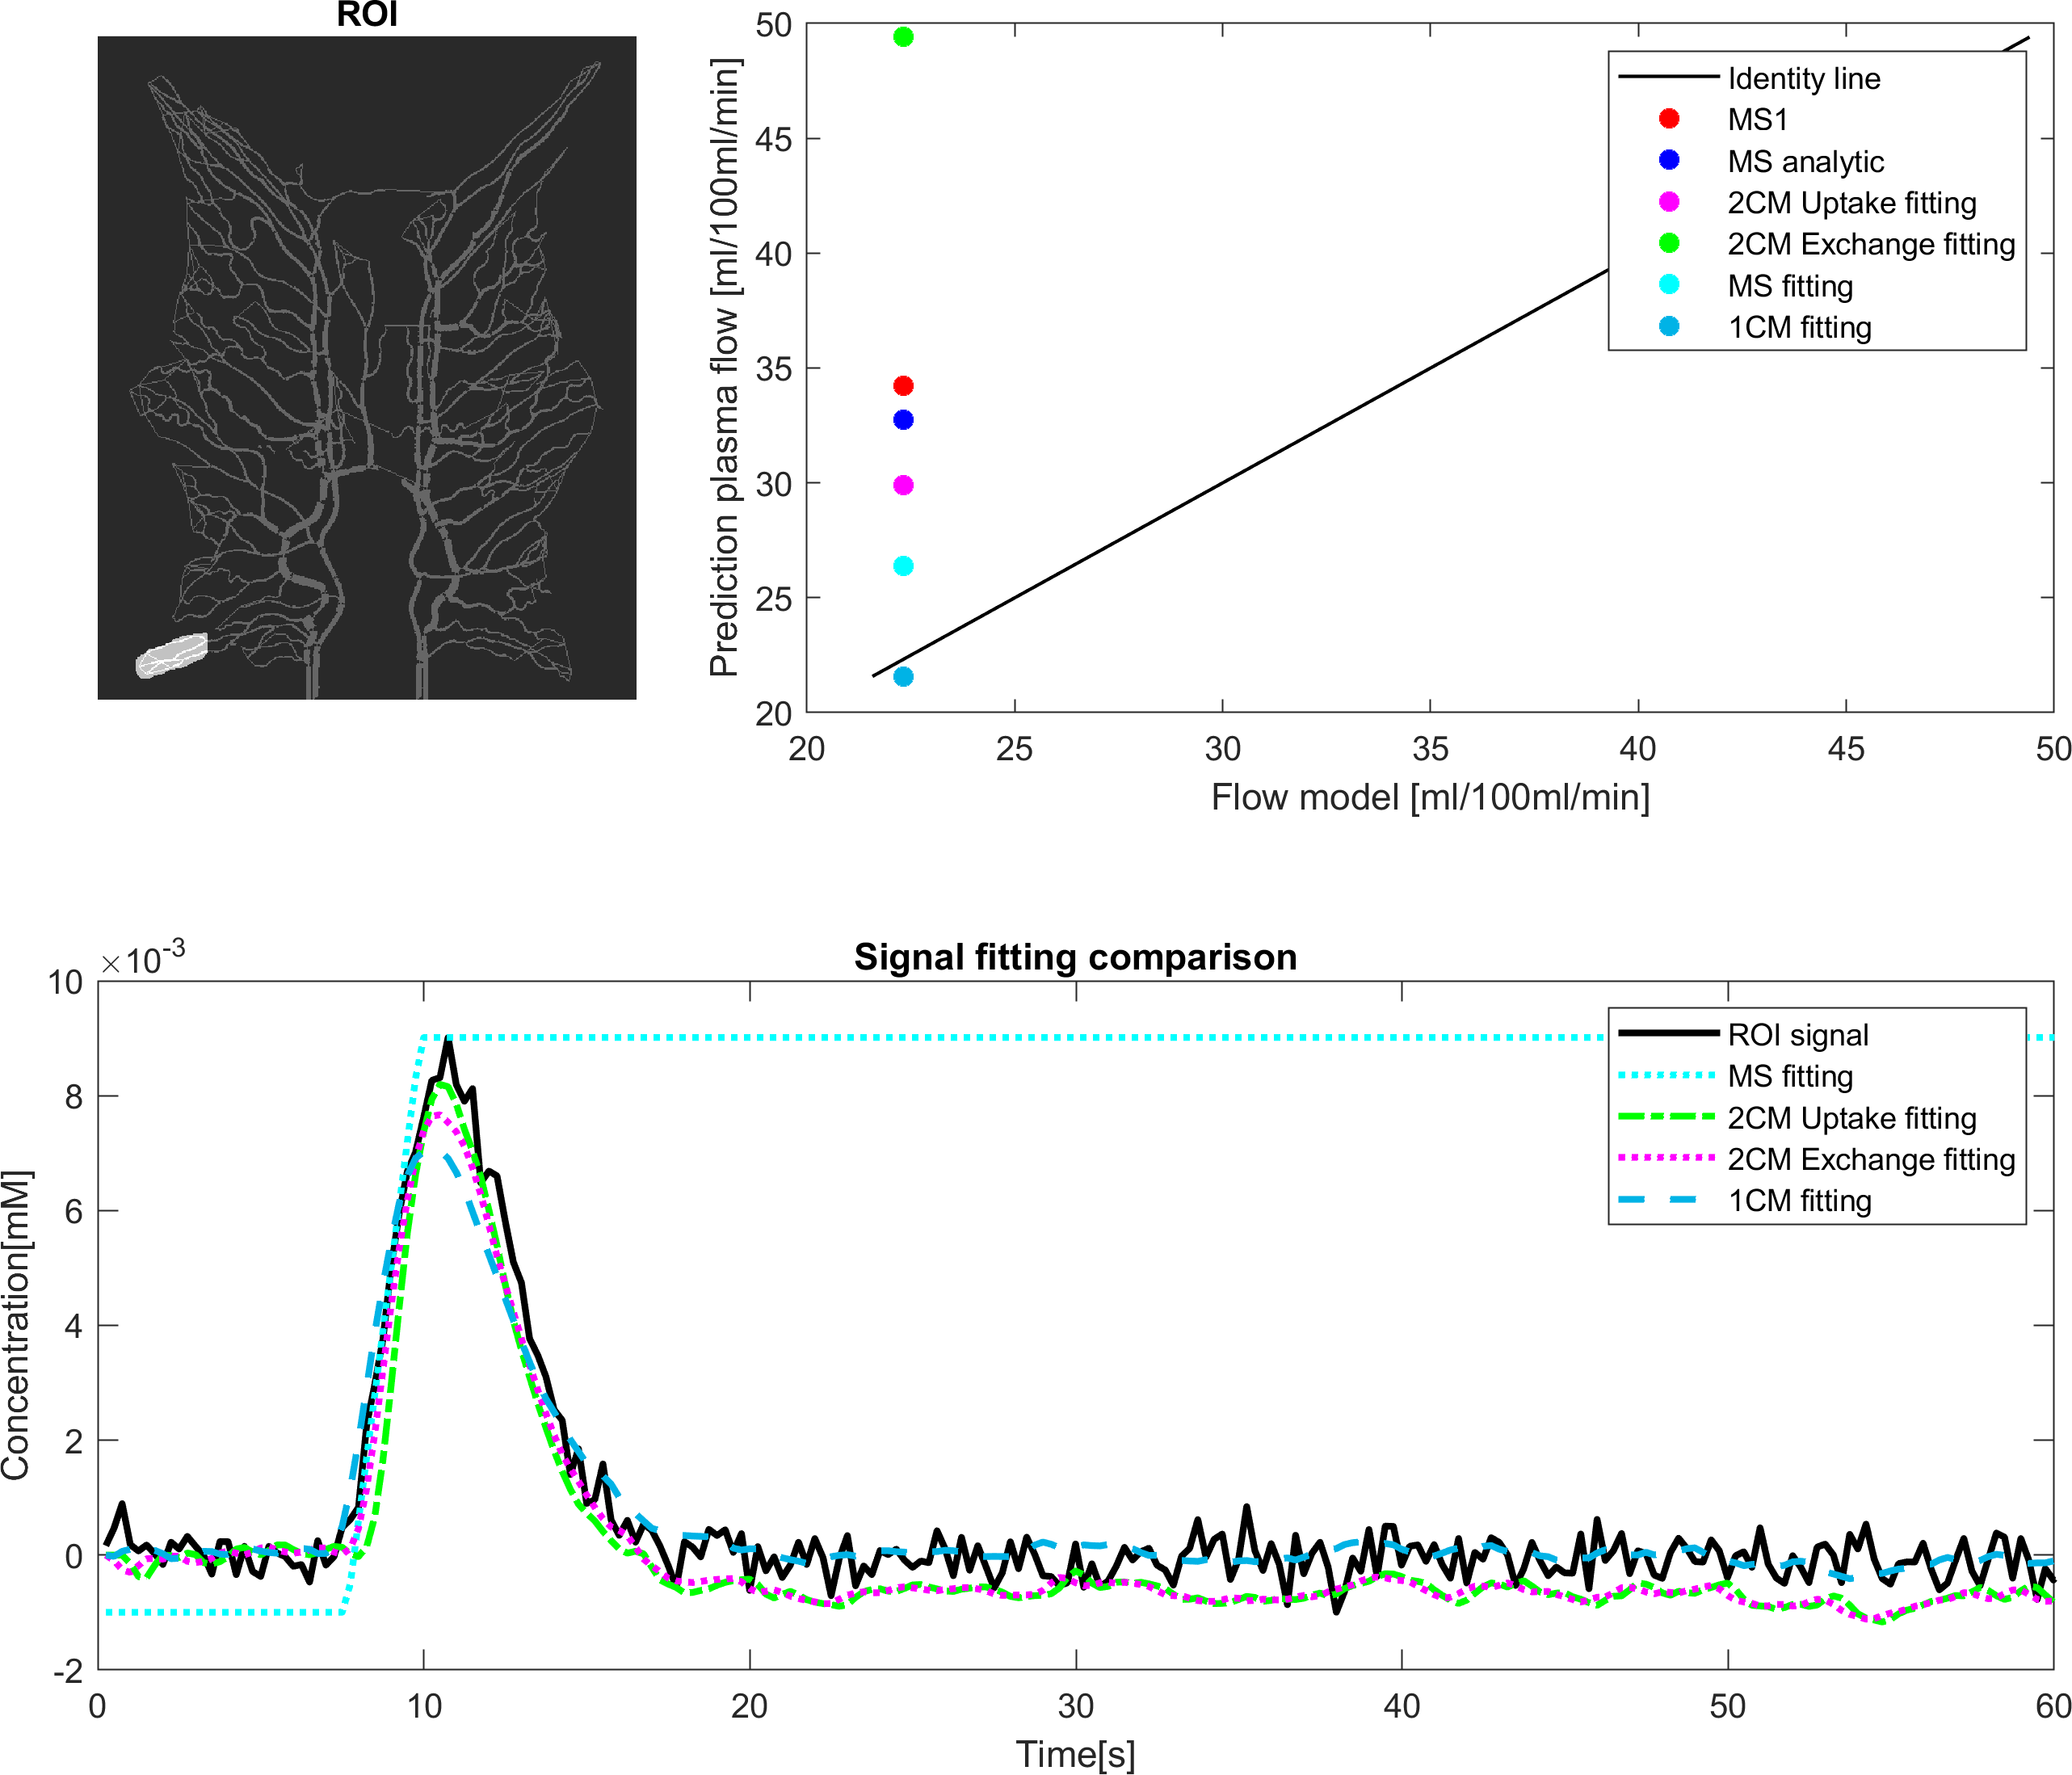 ROI
50
45
40
35
30
25
20
Prediction plasma flow [ml/100ml/min]
Identity line
MS1
MS analytic
2CM Uptake fitting
2CM Exchange fitting
MS fitting
1CM fitting
20 25 30 35 40 45 50
Flow model [ml/100ml/min]
Signal fitting comparison
×10-3
10
8
6
4
2
0
-2
Concentration[mM]
ROI signal
MS fitting
2CM Uptake fitting
2CM Exchange fitting
1CM fitting
0 10 20 30 40 50 60
Time[s]